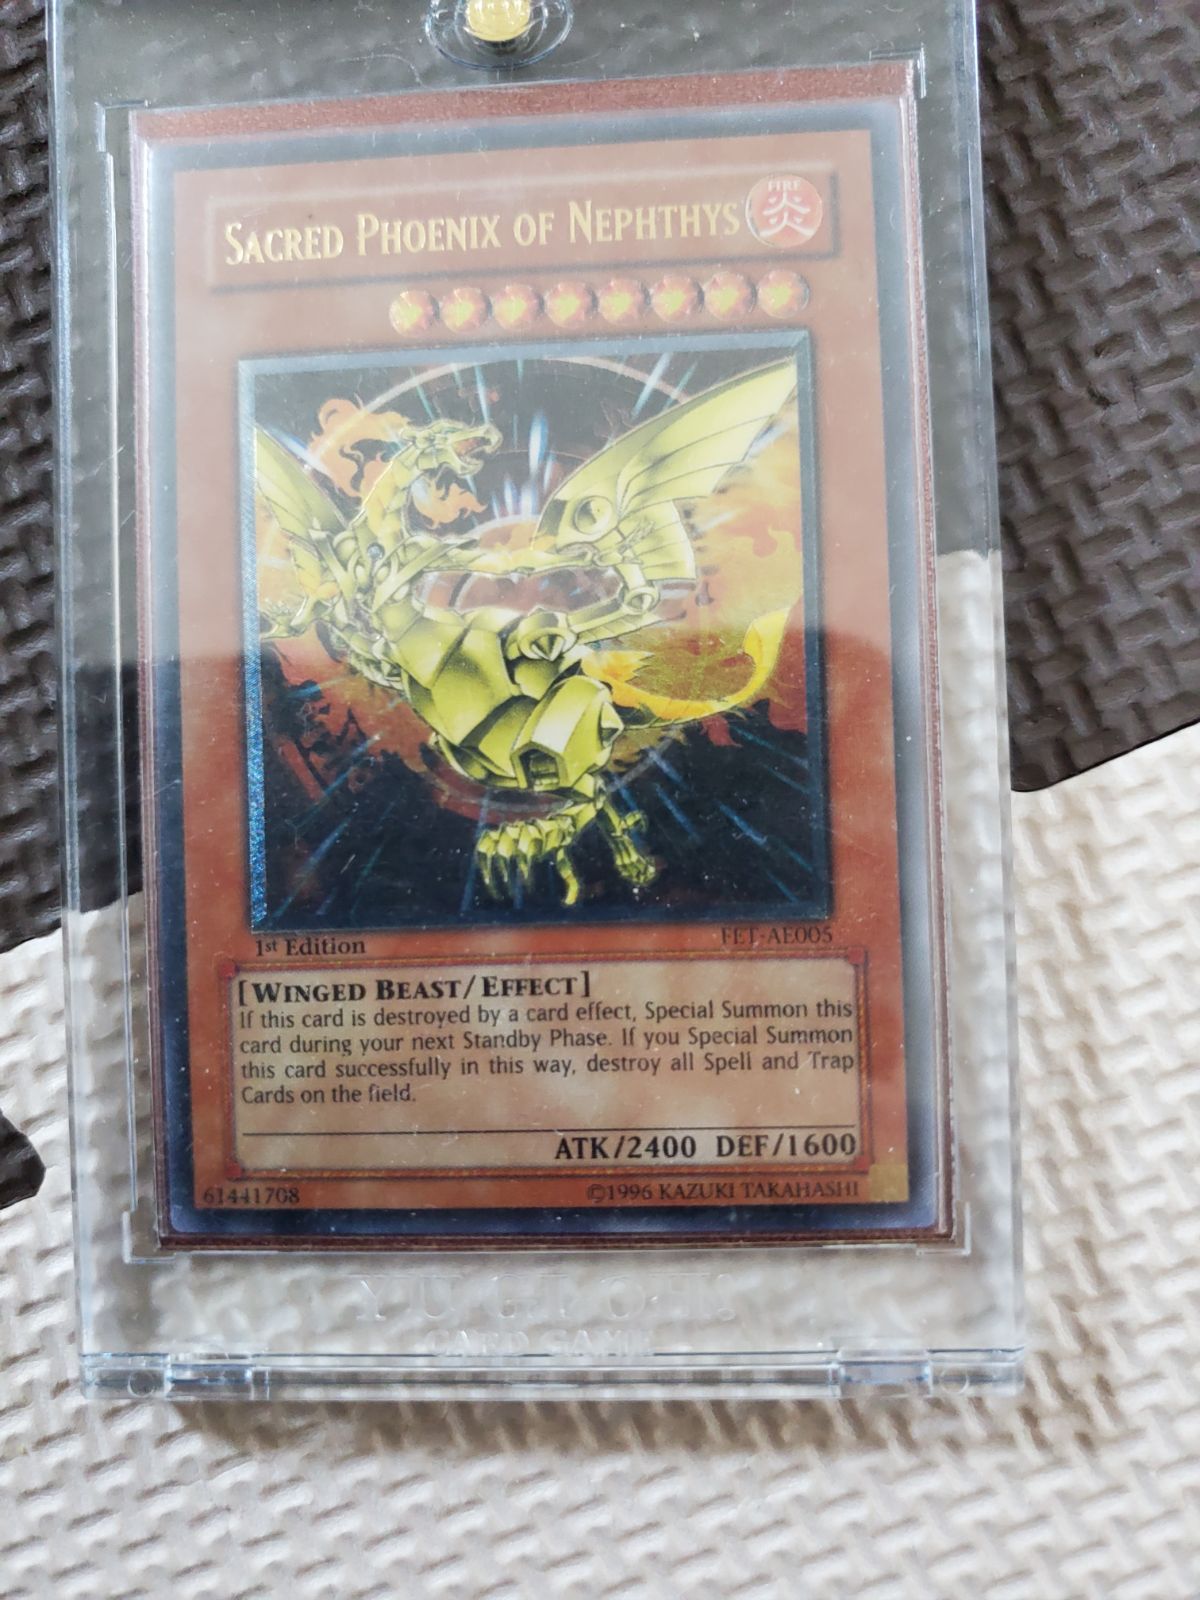 SACRED PHOENIX OF NEPHTHYS
FIRE
炎
1st Edition
FET-AE005
[WINGED BEAST/EFFECT]
If this card is destroyed by a card effect, Special Summon this
card during your next Standby Phase. If you Special Summon
this card successfully in this way, destroy all Spell and Trap
Cards on the field.
ATK/2400 DEF/1600
61441708
©1996 KAZUKI TAKAHASHI
YU-GI-OH!
CARD GAME